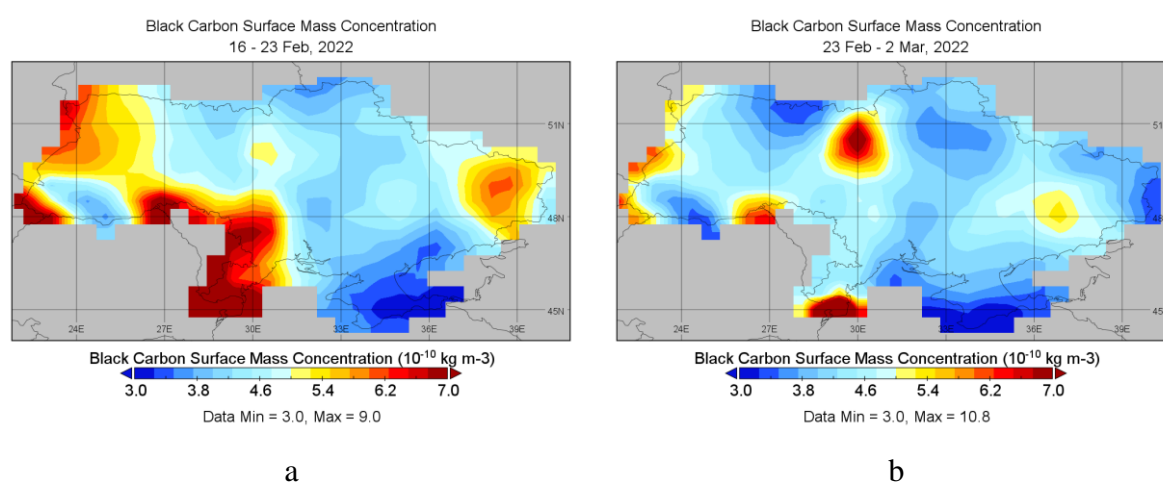 Black Carbon Surface Mass Concentration
16 - 23 Feb, 2022
51N
48N
45N
24E 27E 30E 33E 36E 39E
Black Carbon Surface Mass Concentration (10⁻¹⁰ kg m-3)
3.0 3.8 4.6 5.4 6.2 7.0
Data Min = 3.0, Max = 9.0
a
Black Carbon Surface Mass Concentration
23 Feb - 2 Mar, 2022
51N
48N
45N
24E 27E 30E 33E 36E 39E
Black Carbon Surface Mass Concentration (10⁻¹⁰ kg m-3)
3.0 3.8 4.6 5.4 6.2 7.0
Data Min = 3.0, Max = 10.8
b